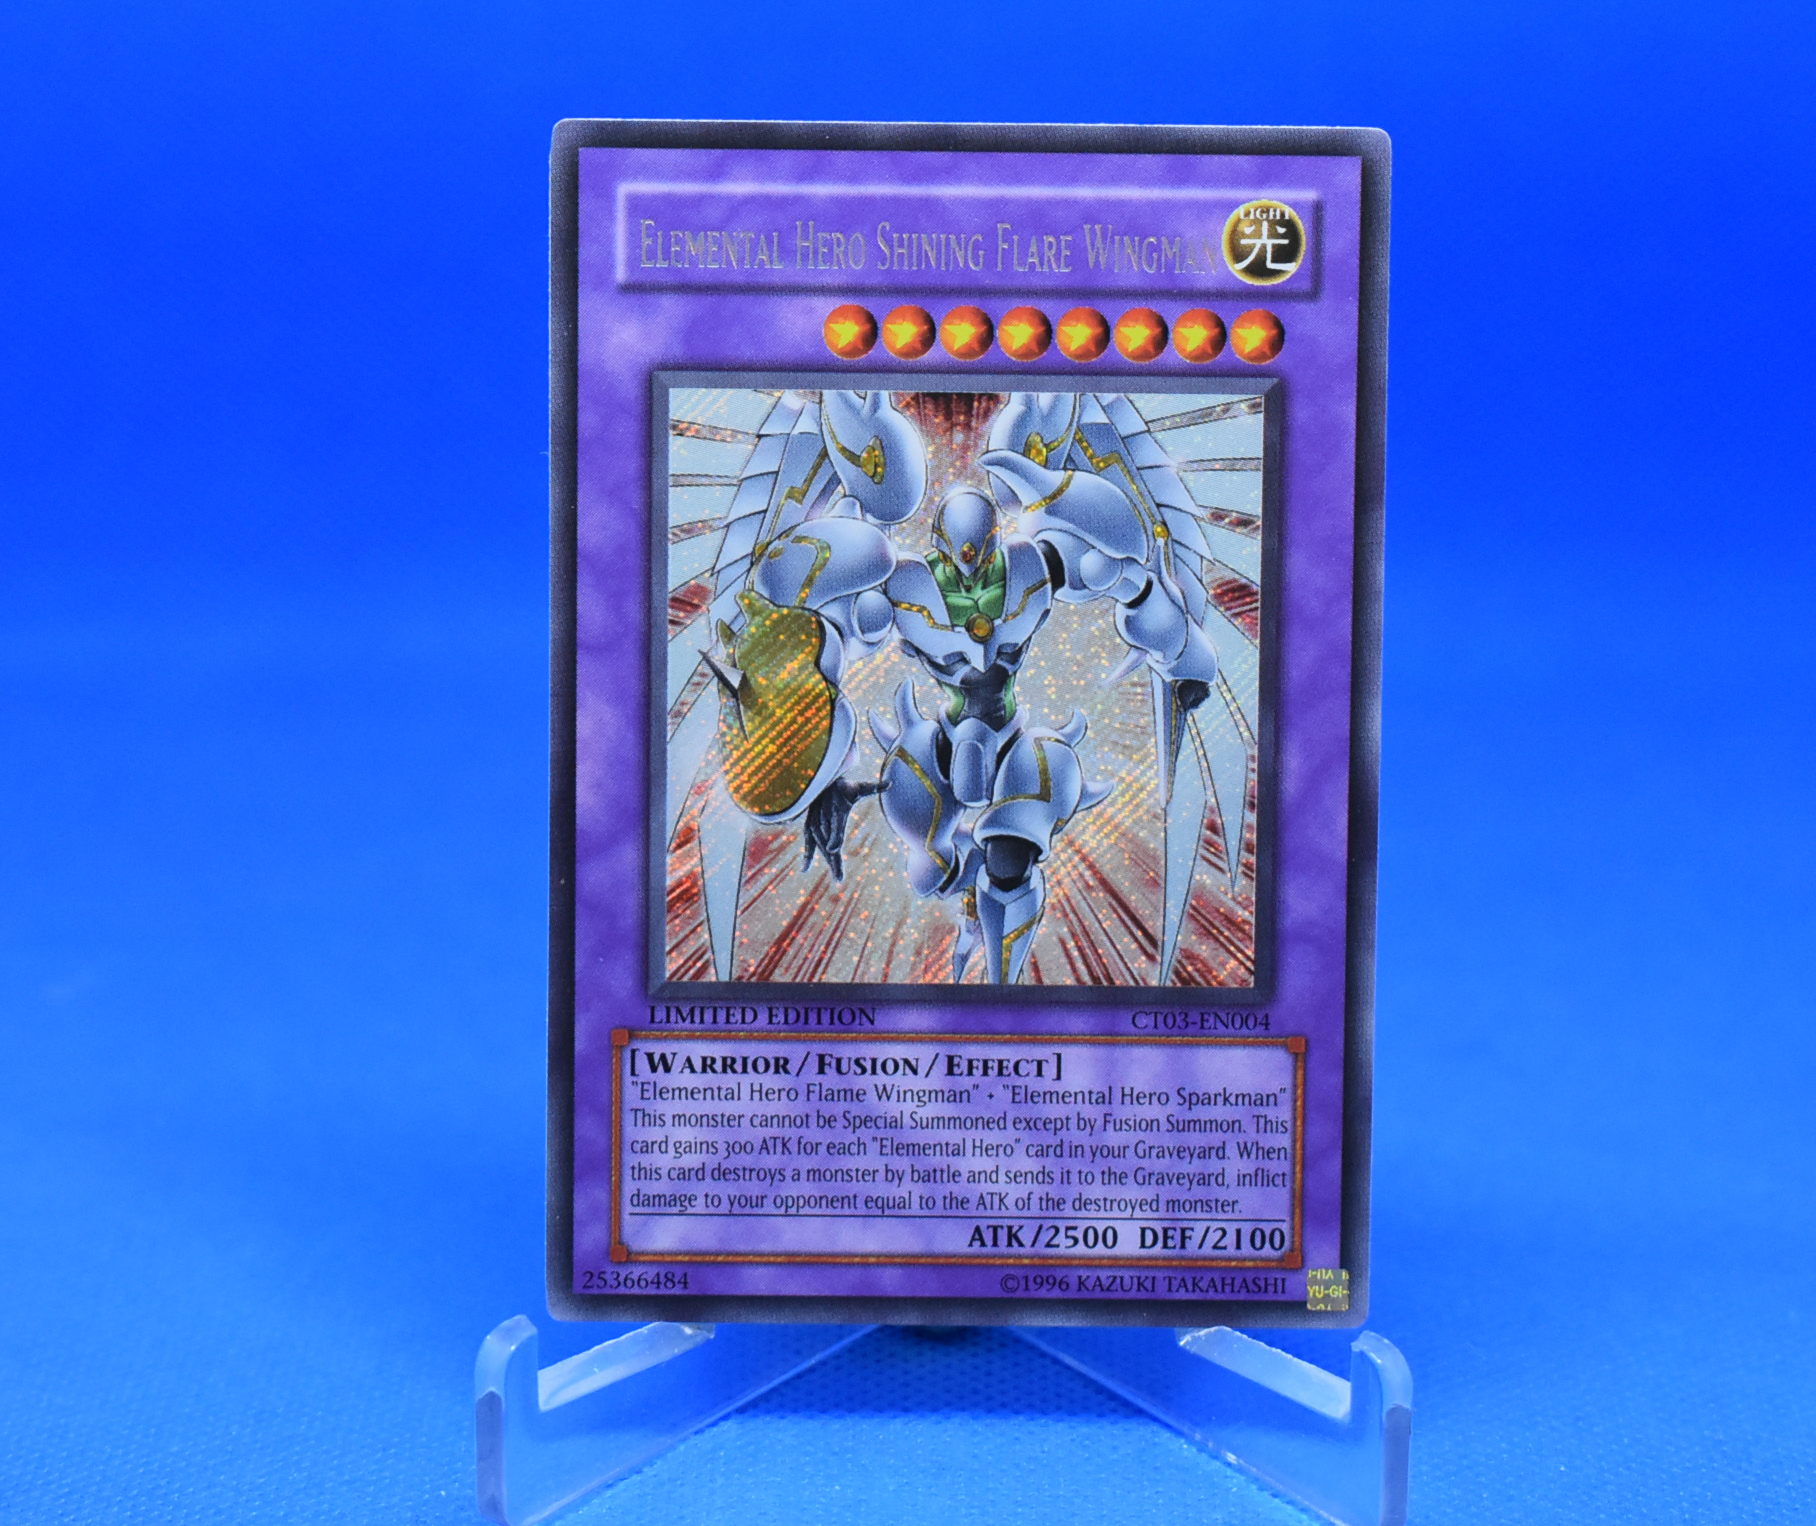 ELEMENTAL HERO SHINING FLARE WINGMAN
LIGHT
光
LIMITED EDITION
CT03-EN004
[WARRIOR/FUSION/EFFECT]
"Elemental Hero Flame Wingman" + "Elemental Hero Sparkman"
This monster cannot be Special Summoned except by Fusion Summon. This
card gains 300 ATK for each "Elemental Hero" card in your Graveyard. When
this card destroys a monster by battle and sends it to the Graveyard, inflict
damage to your opponent equal to the ATK of the destroyed monster.
ATK/2500 DEF/2100
25366484
©1996 KAZUKI TAKAHASHI
YU-GI-